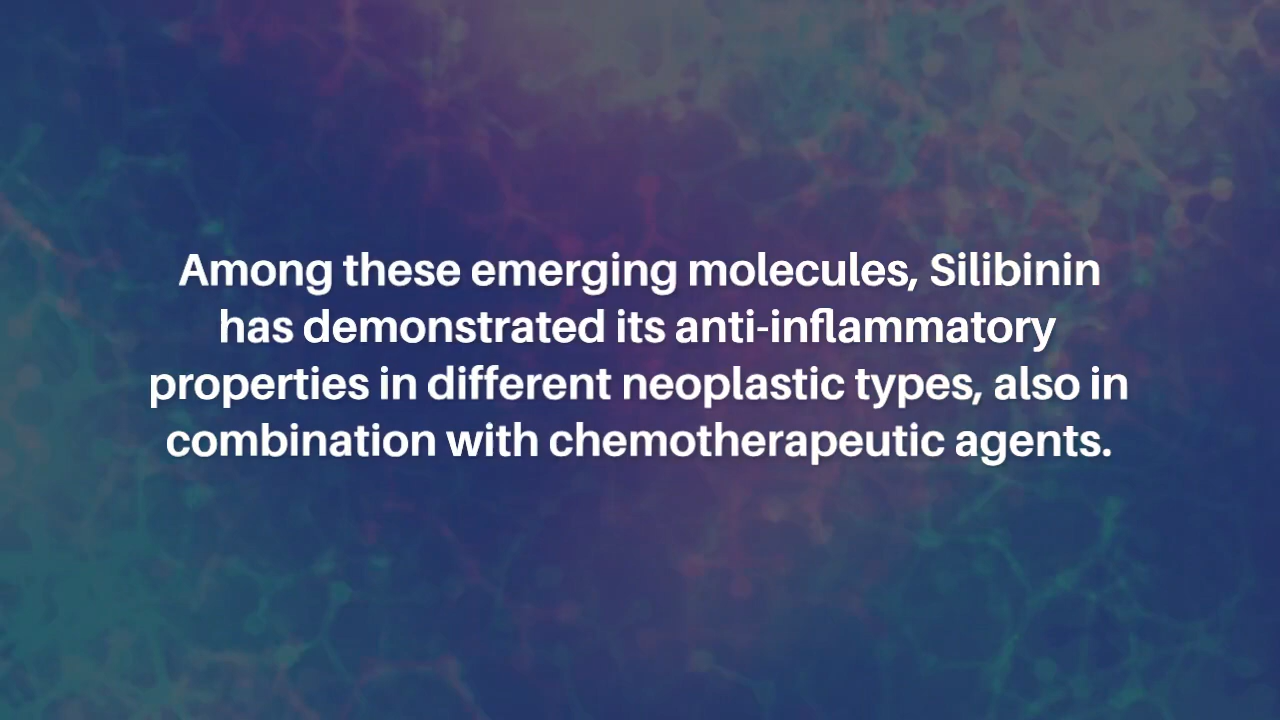 Among these emerging molecules, Silibinin
has demonstrated its anti-inflammatory
properties in different neoplastic types, also in
combination with chemotherapeutic agents.